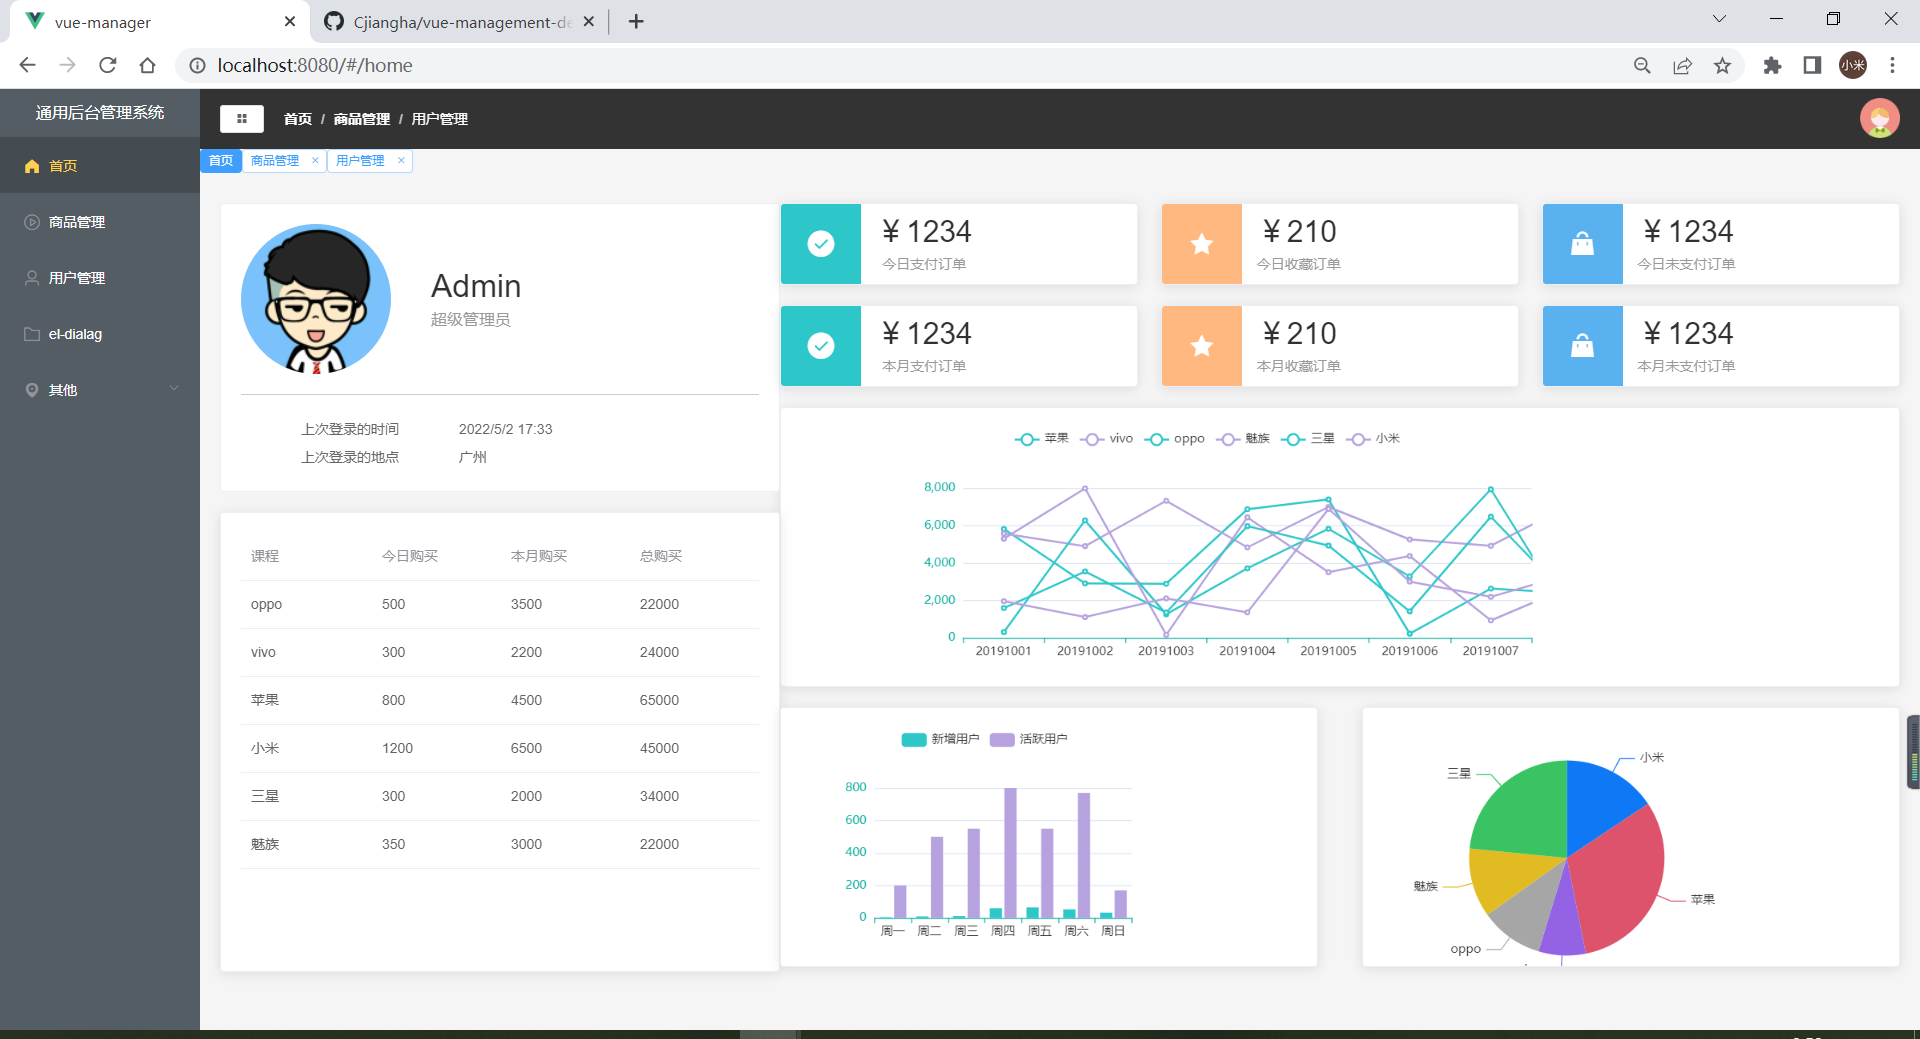 vue-manager
Cjiangha/vue-management-de
localhost:8080/#/home
小米
通用后台管理系统
首页 / 商品管理 / 用户管理
首页 商品管理 × 用户管理 ×
首页
商品管理
用户管理
el-dialag
其他
Admin
超级管理员
上次登录的时间 2022/5/2 17:33
上次登录的地点 广州
¥ 1234
今日支付订单
¥ 210
今日收藏订单
¥ 1234
今日未支付订单
¥ 1234
本月支付订单
¥ 210
本月收藏订单
¥ 1234
本月未支付订单
课程 今日购买 本月购买 总购买
oppo 500 3500 22000
vivo 300 2200 24000
苹果 800 4500 65000
小米 1200 6500 45000
三星 300 2000 34000
魅族 350 3000 22000
苹果 vivo oppo 魅族 三星 小米
8,000
6,000
4,000
2,000
0
20191001 20191002 20191003 20191004 20191005 20191006 20191007
新增用户 活跃用户
800
600
400
200
0
周一 周二 周三 周四 周五 周六 周日
小米
三星
魅族
苹果
oppo